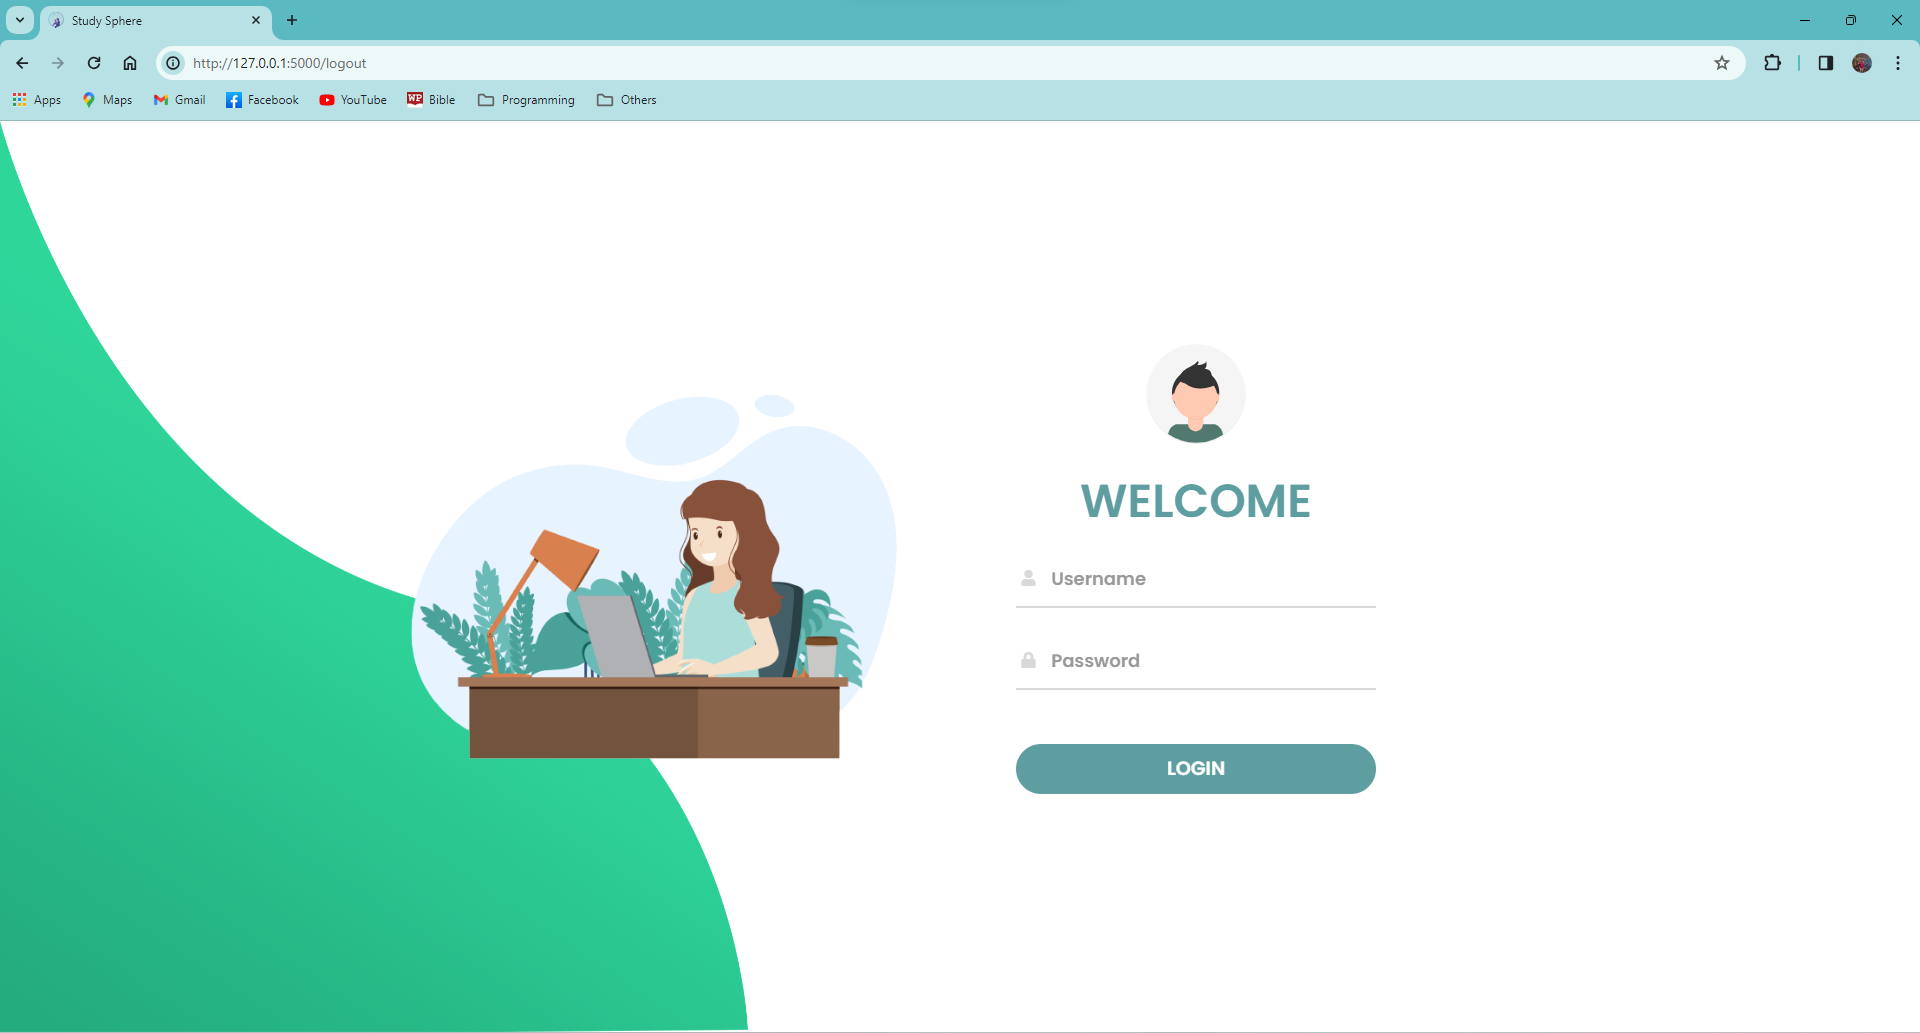 Study Sphere
http://127.0.0.1:5000/logout
Apps Maps Gmail Facebook YouTube WP Bible Programming Others
WELCOME
Username
Password
LOGIN